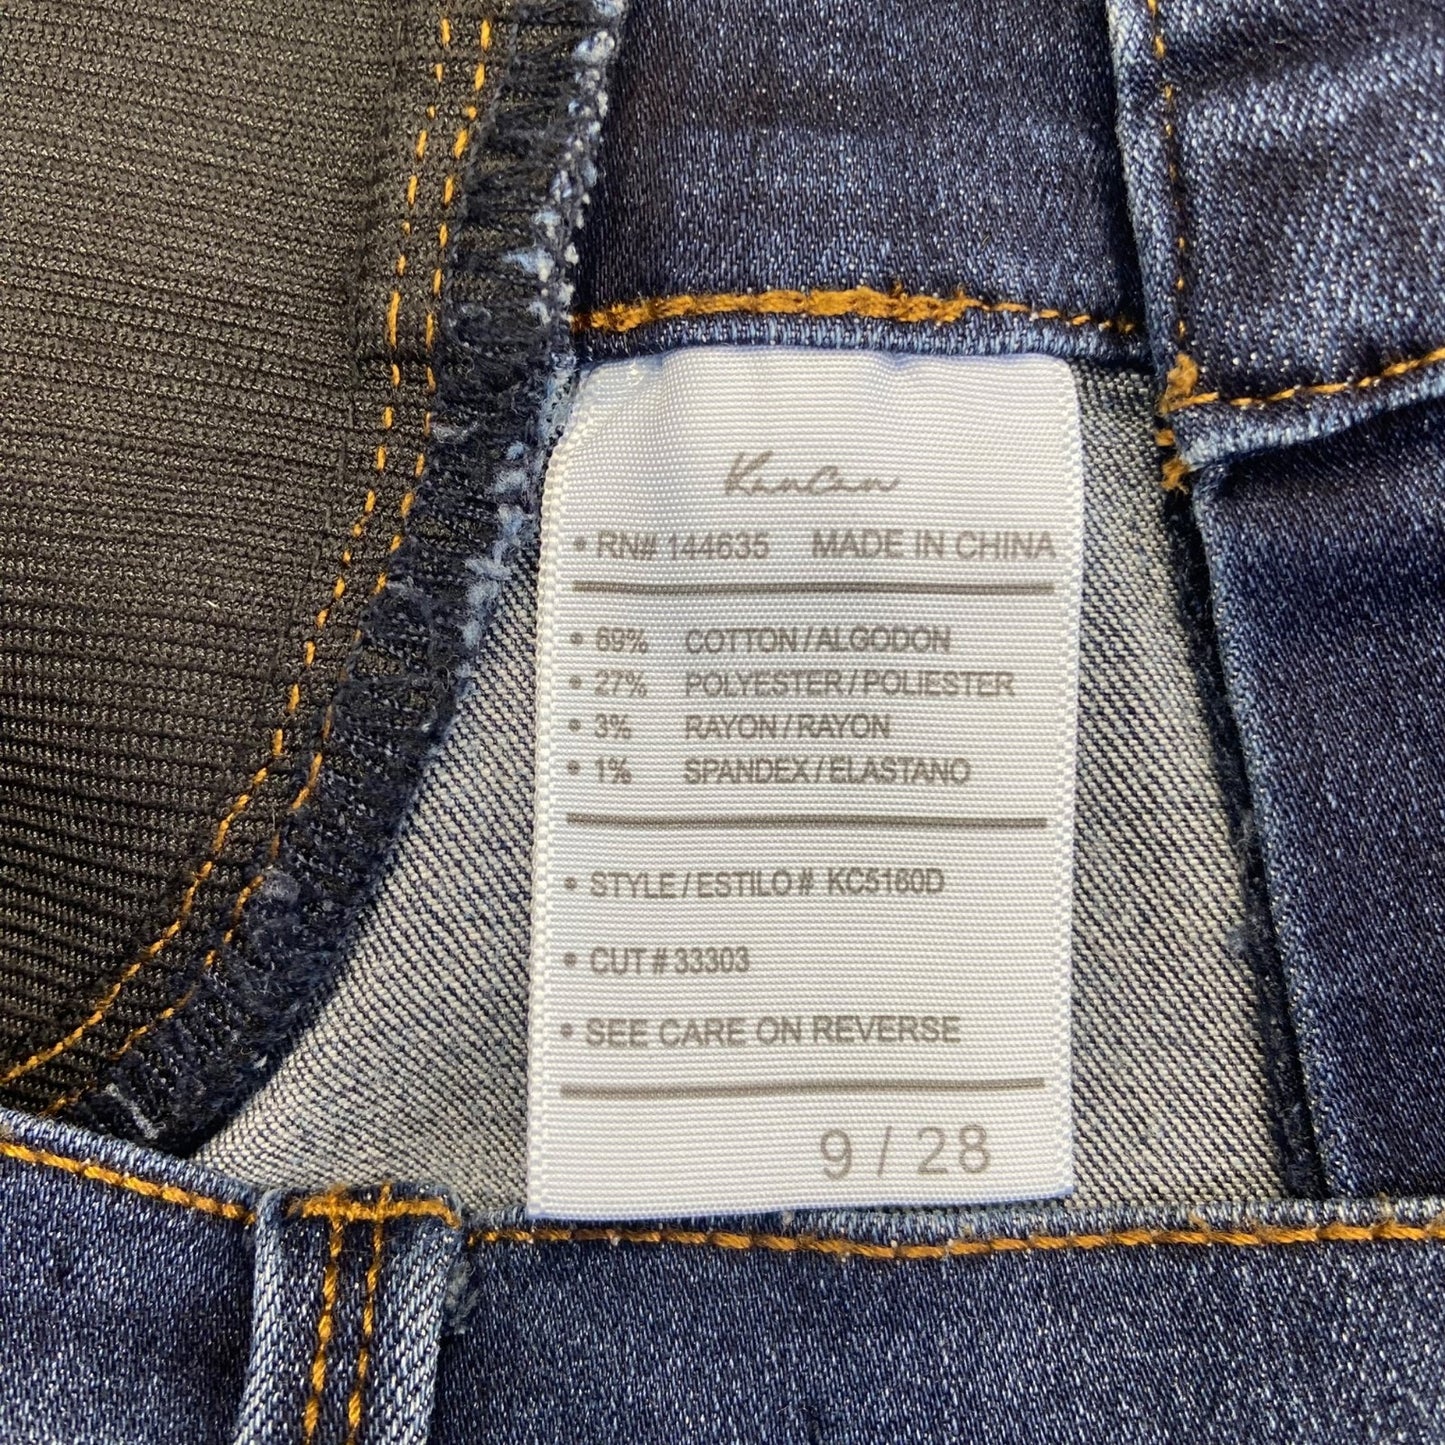 KanCan
• RN# 144635 MADE IN CHINA
• 69% COTTON/ALGODON
• 27% POLYESTER/POLIESTER
• 3% RAYON/RAYON
• 1% SPANDEX/ELASTANO
• STYLE/ESTILO# KC5160D
• CUT# 33303
• SEE CARE ON REVERSE
9 / 28